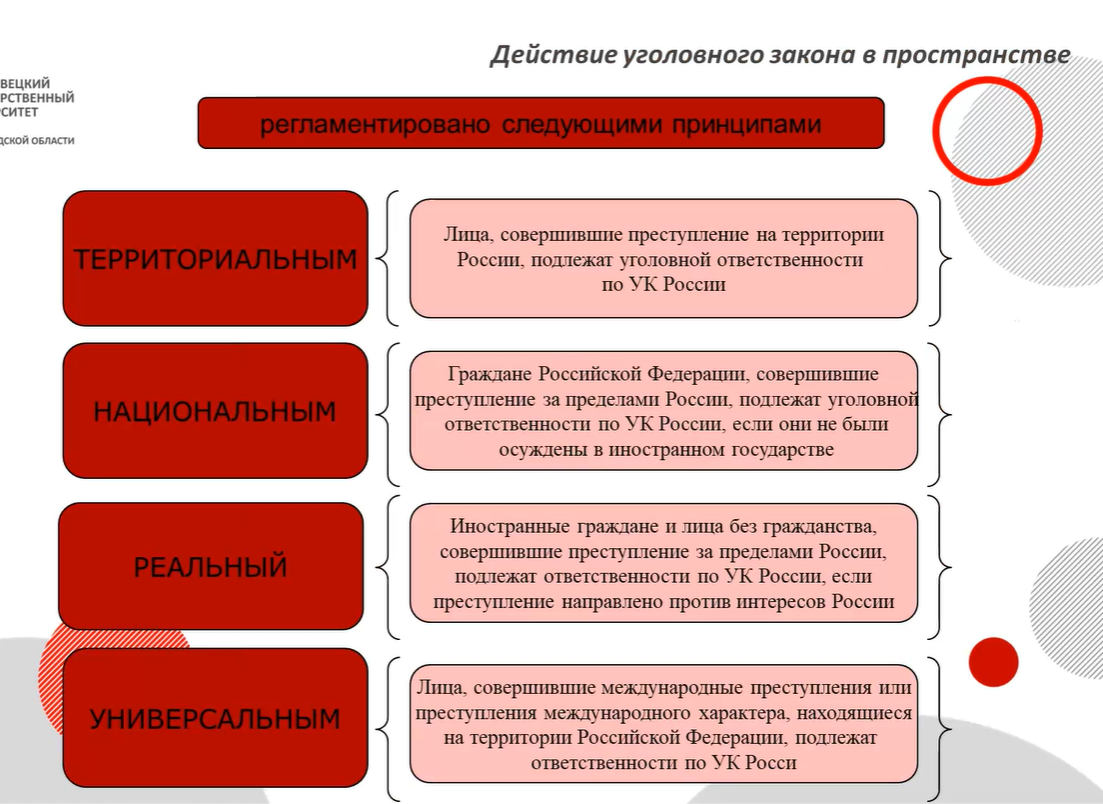 Действие уголовного закона в пространстве
ВЕЦКИЙ
РСТВЕННЫЙ
СИТЕТ
ДСКОЙ ОБЛАСТИ
регламентировано следующими принципами
ТЕРРИТОРИАЛЬНЫМ
Лица, совершившие преступление на территории
России, подлежат уголовной ответственности
по УК России
НАЦИОНАЛЬНЫМ
Граждане Российской Федерации, совершившие
преступление за пределами России, подлежат уголовной
ответственности по УК России, если они не были
осуждены в иностранном государстве
РЕАЛЬНЫЙ
Иностранные граждане и лица без гражданства,
совершившие преступление за пределами России,
подлежат ответственности по УК России, если
преступление направлено против интересов России
УНИВЕРСАЛЬНЫМ
Лица, совершившие международные преступления или
преступления международного характера, находящиеся
на территории Российской Федерации, подлежат
ответственности по УК Росси